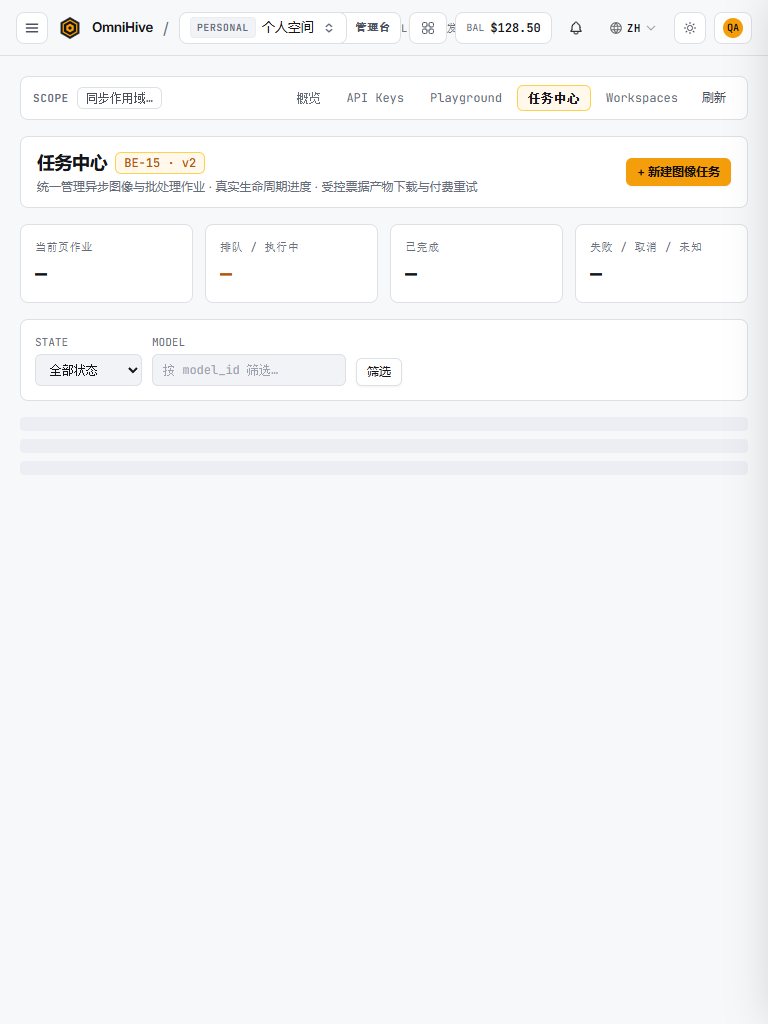 OmniHive / PERSONAL 个人空间 管理台 L 发 BAL $128.50 ZH QA
SCOPE 同步作用域… 概览 API Keys Playground 任务中心 Workspaces 刷新
任务中心 BE-15 · v2
统一管理异步图像与批处理作业 · 真实生命周期进度 · 受控票据产物下载与付费重试
+ 新建图像任务
当前页作业 排队 / 执行中 已完成 失败 / 取消 / 未知
— — — —
STATE MODEL
全部状态 按 model_id 筛选… 筛选